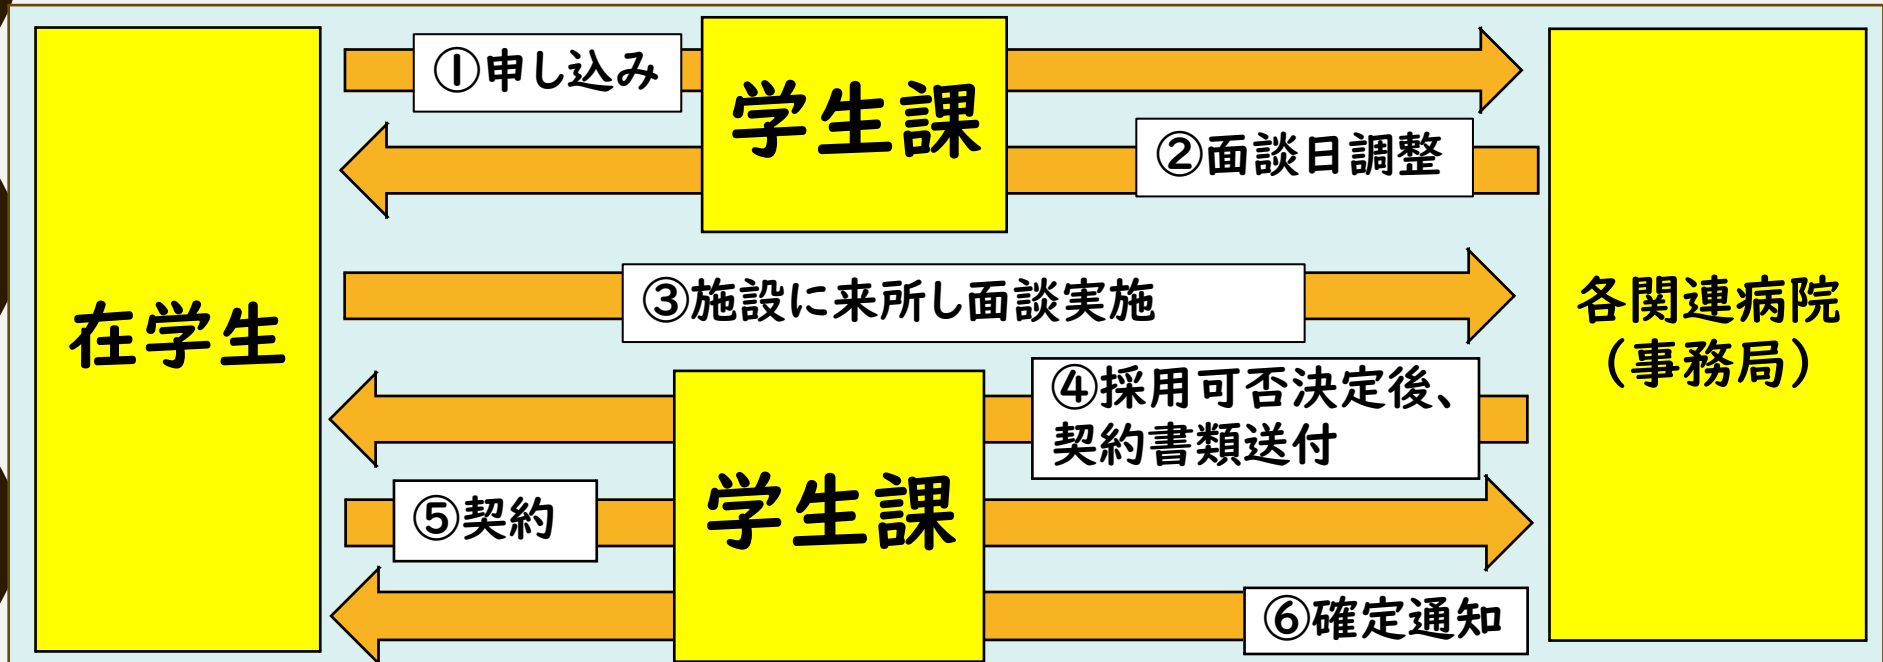 在学生
①申し込み
学生課
②面談日調整
③施設に来所し面談実施
各関連病院
（事務局）
④採用可否決定後、
契約書類送付
⑤契約
学生課
⑥確定通知